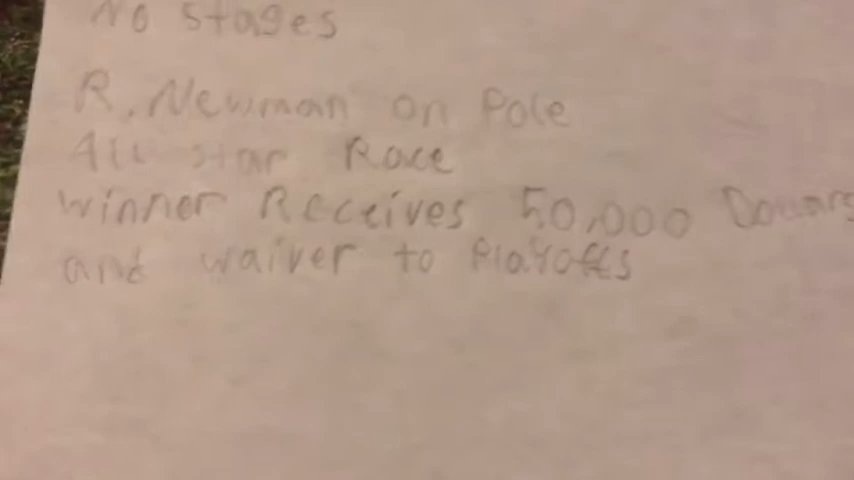 No stages
R. Newman on Pole
All star Race
Winner Receives 50,000 Dollars
and waiver to Playoffs